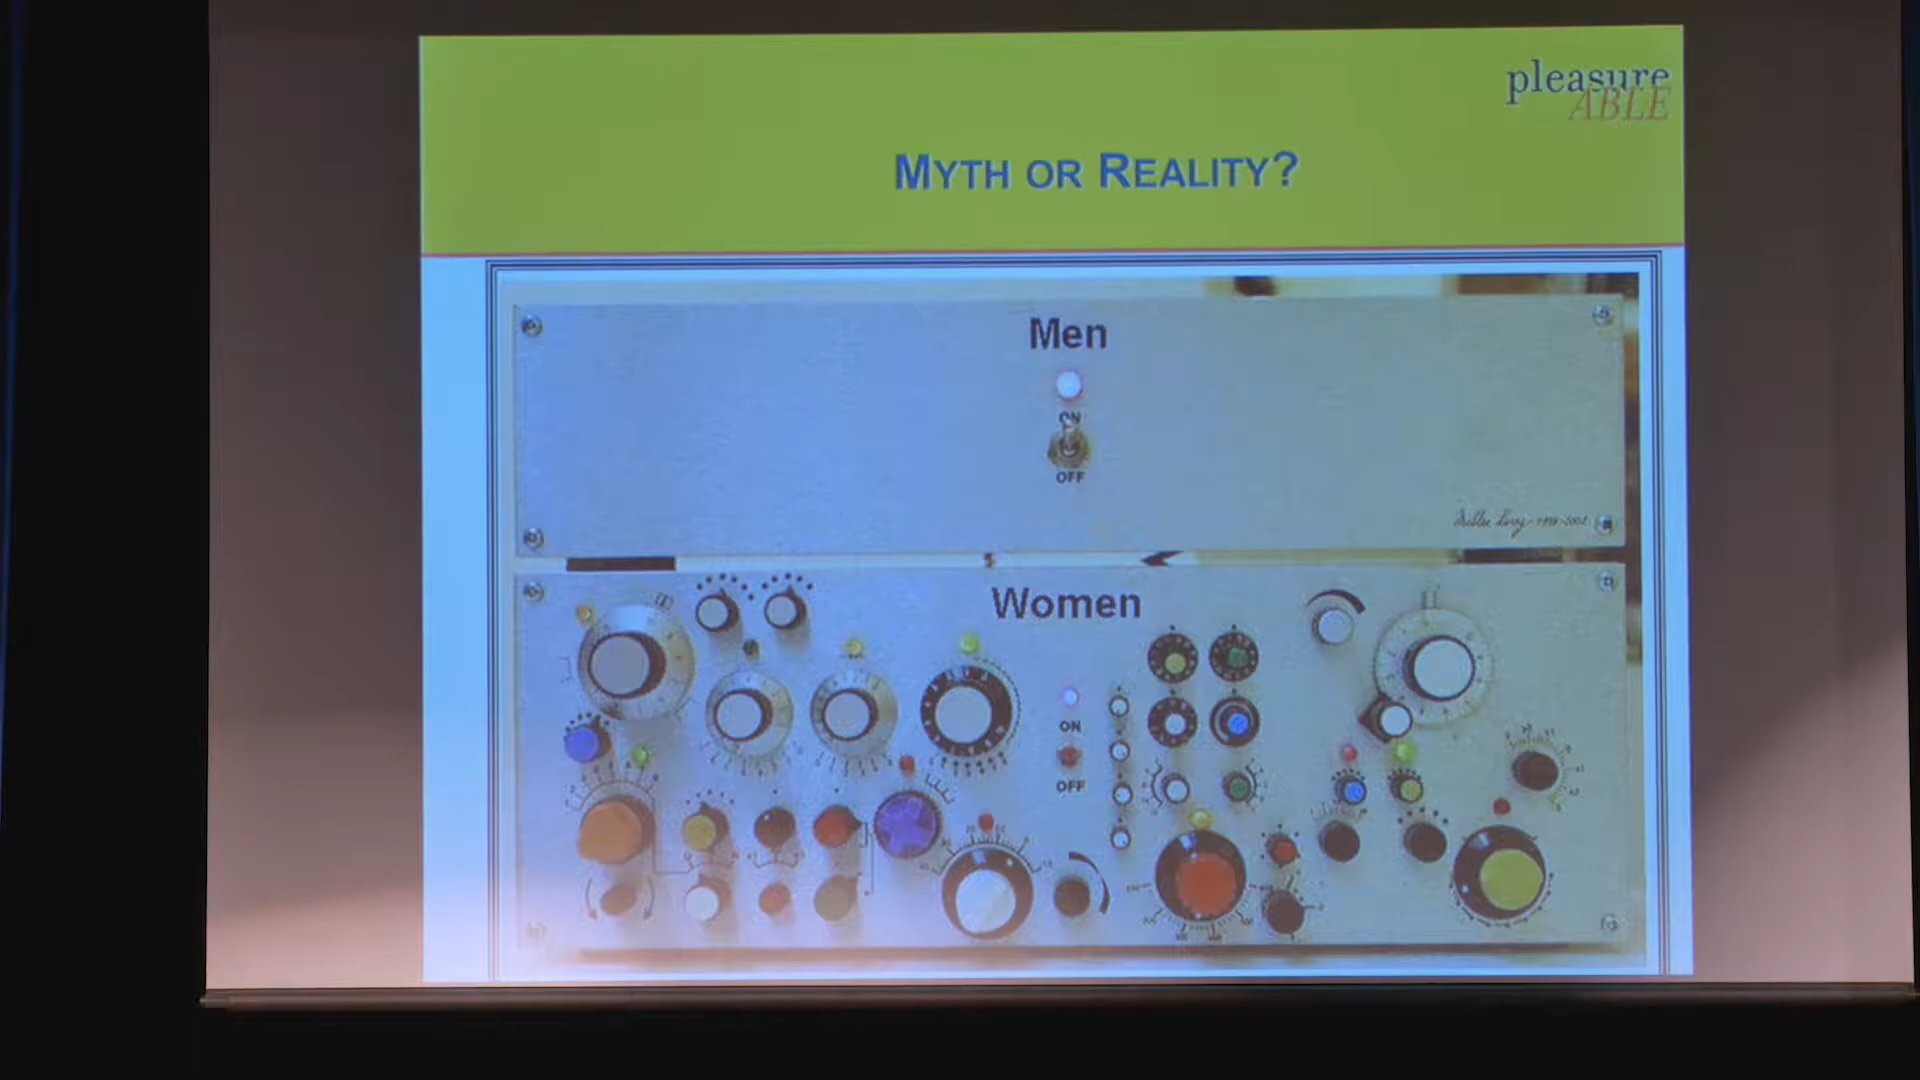 pleasure
ABLE
MYTH OR REALITY?
Men
ON
OFF
Women
ON
OFF